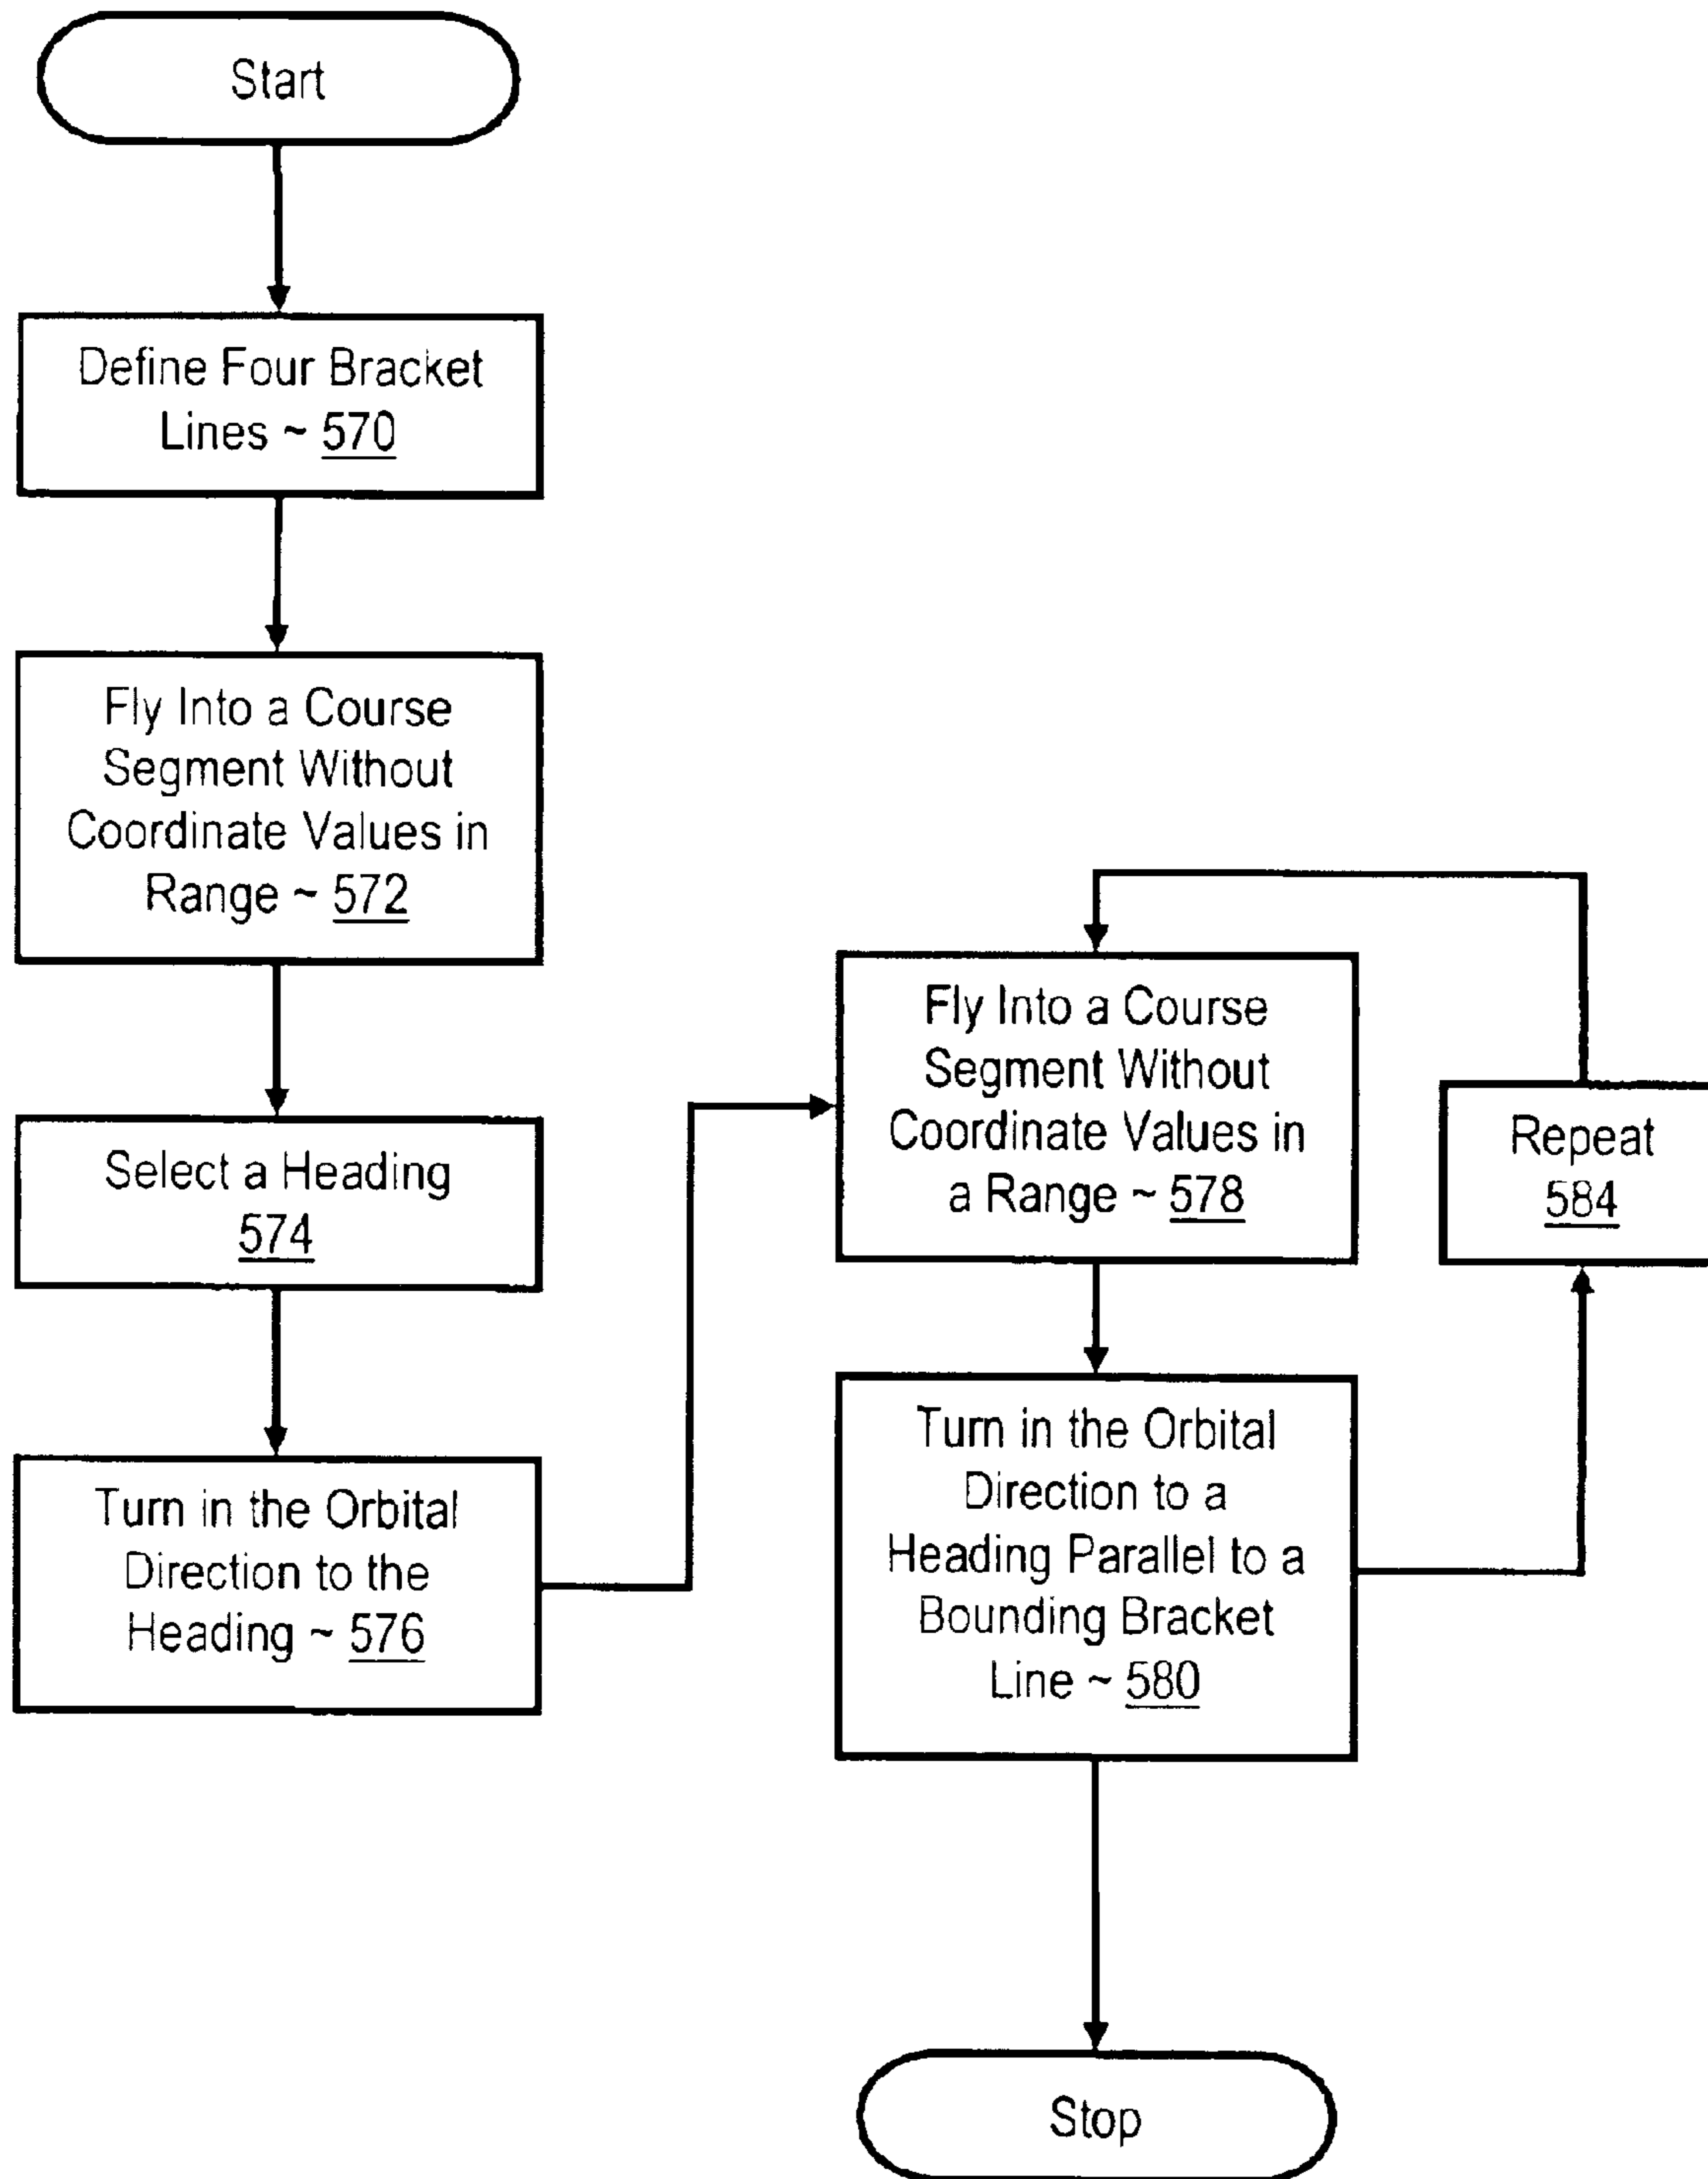 Start
Define Four Bracket
Lines ~ 570
Fly Into a Course
Segment Without
Coordinate Values in
Range ~ 572
Select a Heading
574
Turn in the Orbital
Direction to the
Heading ~ 576
Fly Into a Course
Segment Without
Coordinate Values in
a Range ~ 578
Repeat
584
Turn in the Orbital
Direction to a
Heading Parallel to a
Bounding Bracket
Line ~ 580
Stop